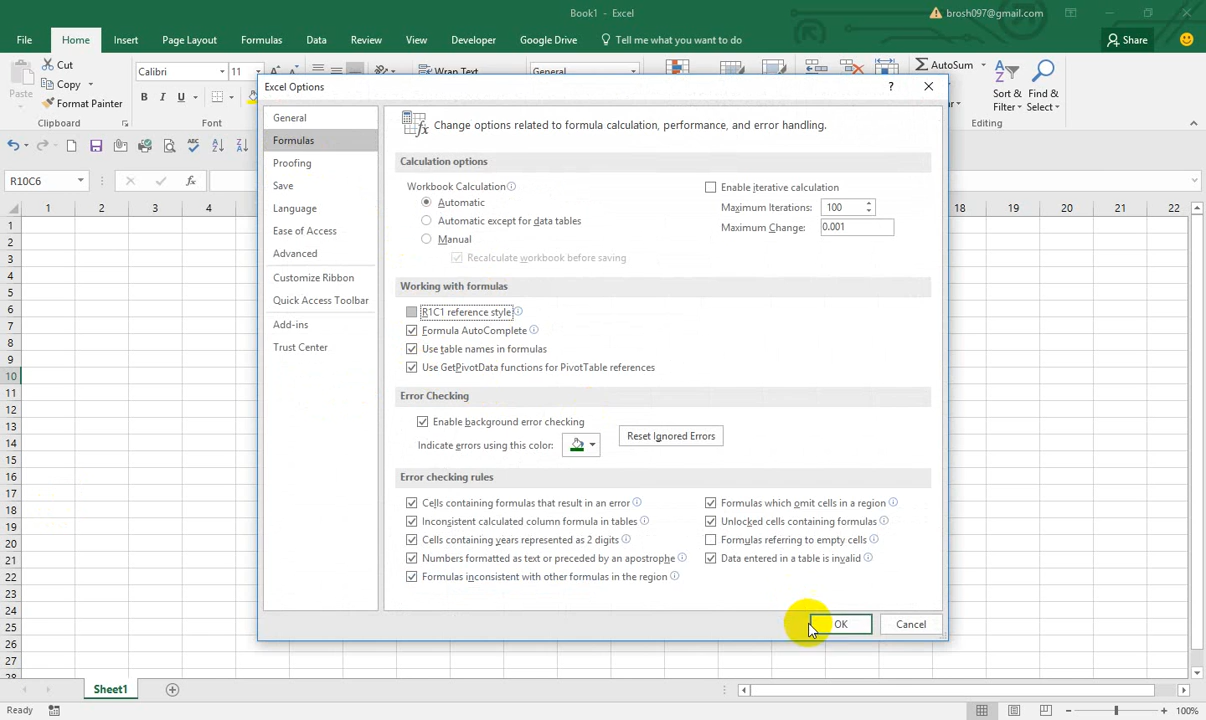 Book1 - Excel
brosh097@gmail.com
File Home Insert Page Layout Formulas Data Review View Developer Google Drive Tell me what you want to do Share
Paste
Cut
Copy
Format Painter
Clipboard
Calibri 11
B I U
Font
Wrap Text
General
AutoSum
Sort & Filter
Find & Select
Editing
R10C6
fx
1 2 3 4 18 19 20 21 22
1
2
3
4
5
6
7
8
9
10
11
12
13
14
15
16
17
18
19
20
21
22
23
24
25
26
27
28
Excel Options
?
General
Formulas
Proofing
Save
Language
Ease of Access
Advanced
Customize Ribbon
Quick Access Toolbar
Add-ins
Trust Center
Change options related to formula calculation, performance, and error handling.
Calculation options
Workbook Calculation
Automatic
Automatic except for data tables
Manual
Recalculate workbook before saving
Enable iterative calculation
Maximum Iterations: 100
Maximum Change: 0.001
Working with formulas
R1C1 reference style
Formula AutoComplete
Use table names in formulas
Use GetPivotData functions for PivotTable references
Error Checking
Enable background error checking
Indicate errors using this color:
Reset Ignored Errors
Error checking rules
Cells containing formulas that result in an error
Inconsistent calculated column formula in tables
Cells containing years represented as 2 digits
Numbers formatted as text or preceded by an apostrophe
Formulas inconsistent with other formulas in the region
Formulas which omit cells in a region
Unlocked cells containing formulas
Formulas referring to empty cells
Data entered in a table is invalid
OK Cancel
Sheet1
Ready
100%